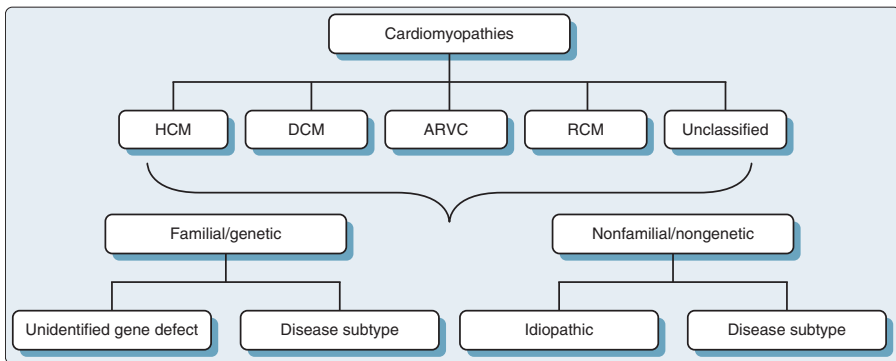 Cardiomyopathies
HCM
DCM
ARVC
RCM
Unclassified
Familial/genetic
Nonfamilial/nongenetic
Unidentified gene defect
Disease subtype
Idiopathic
Disease subtype